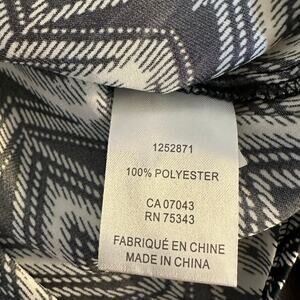 1252871
100% POLYESTER
CA 07043
RN 75343
FABRIQUÉ EN CHINE
MADE IN CHINA